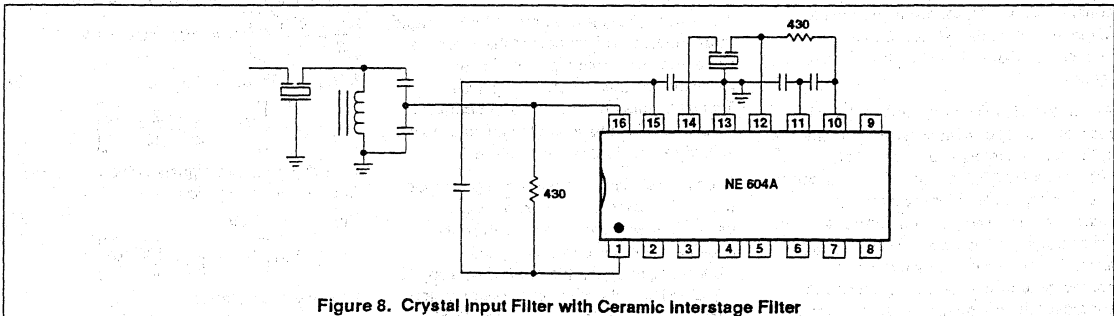 430
16 15 14 13 12 11 10 9
NE 604A
430
1 2 3 4 5 6 7 8
Figure 8. Crystal Input Filter with Ceramic Interstage Filter